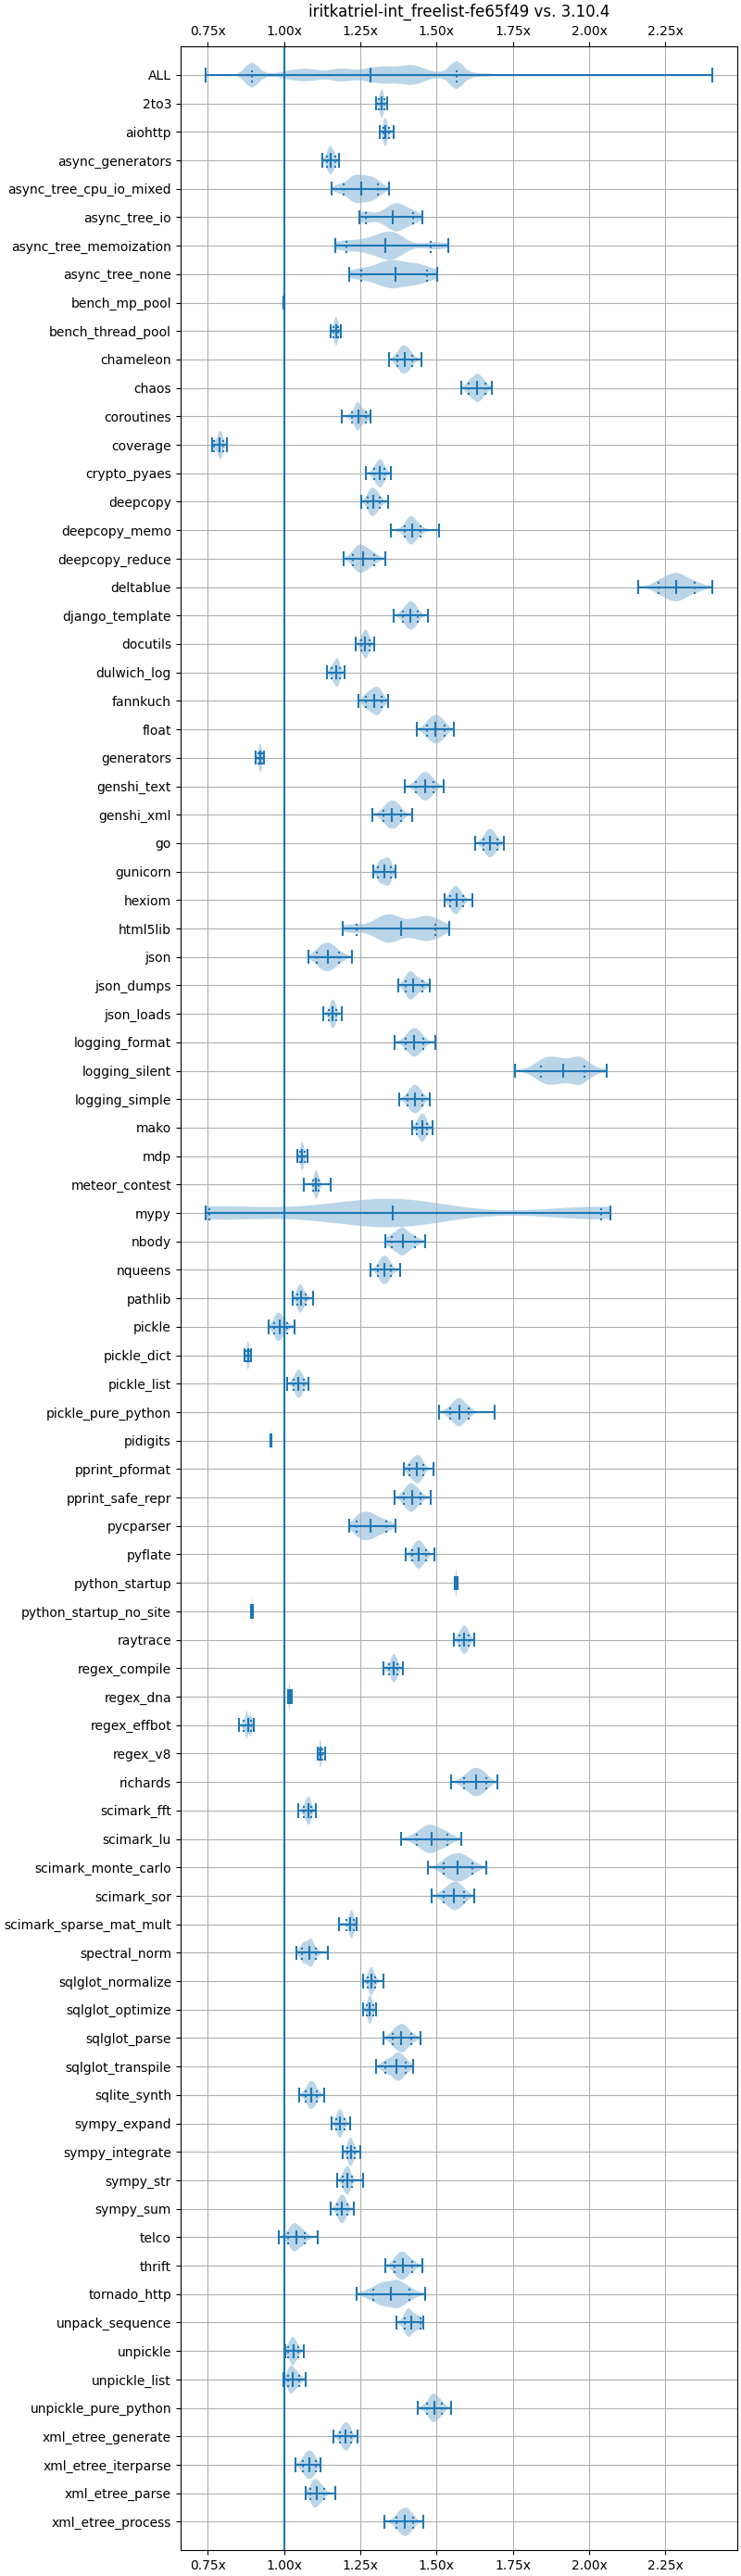 iritkatriel-int_freelist-fe65f49 vs. 3.10.4
0.75x 1.00x 1.25x 1.50x 1.75x 2.00x 2.25x
ALL
2to3
aiohttp
async_generators
async_tree_cpu_io_mixed
async_tree_io
async_tree_memoization
async_tree_none
bench_mp_pool
bench_thread_pool
chameleon
chaos
coroutines
coverage
crypto_pyaes
deepcopy
deepcopy_memo
deepcopy_reduce
deltablue
django_template
docutils
dulwich_log
fannkuch
float
generators
genshi_text
genshi_xml
go
gunicorn
hexiom
html5lib
json
json_dumps
json_loads
logging_format
logging_silent
logging_simple
mako
mdp
meteor_contest
mypy
nbody
nqueens
pathlib
pickle
pickle_dict
pickle_list
pickle_pure_python
pidigits
pprint_pformat
pprint_safe_repr
pycparser
pyflate
python_startup
python_startup_no_site
raytrace
regex_compile
regex_dna
regex_effbot
regex_v8
richards
scimark_fft
scimark_lu
scimark_monte_carlo
scimark_sor
scimark_sparse_mat_mult
spectral_norm
sqlglot_normalize
sqlglot_optimize
sqlglot_parse
sqlglot_transpile
sqlite_synth
sympy_expand
sympy_integrate
sympy_str
sympy_sum
telco
thrift
tornado_http
unpack_sequence
unpickle
unpickle_list
unpickle_pure_python
xml_etree_generate
xml_etree_iterparse
xml_etree_parse
xml_etree_process
0.75x 1.00x 1.25x 1.50x 1.75x 2.00x 2.25x